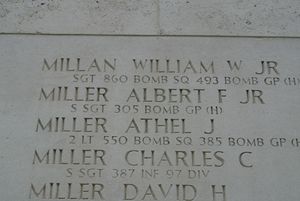 MILLAN WILLIAM W JR
SGT 860 BOMB SQ 493 BOMB GP (H)
MILLER ALBERT F JR
S SGT 305 BOMB GP (H)
MILLER ATHEL J
2 LT 550 BOMB SQ 385 BOMB GP (H)
MILLER CHARLES C
S SGT 387 INF 97 DIV
MILLER DAVID H